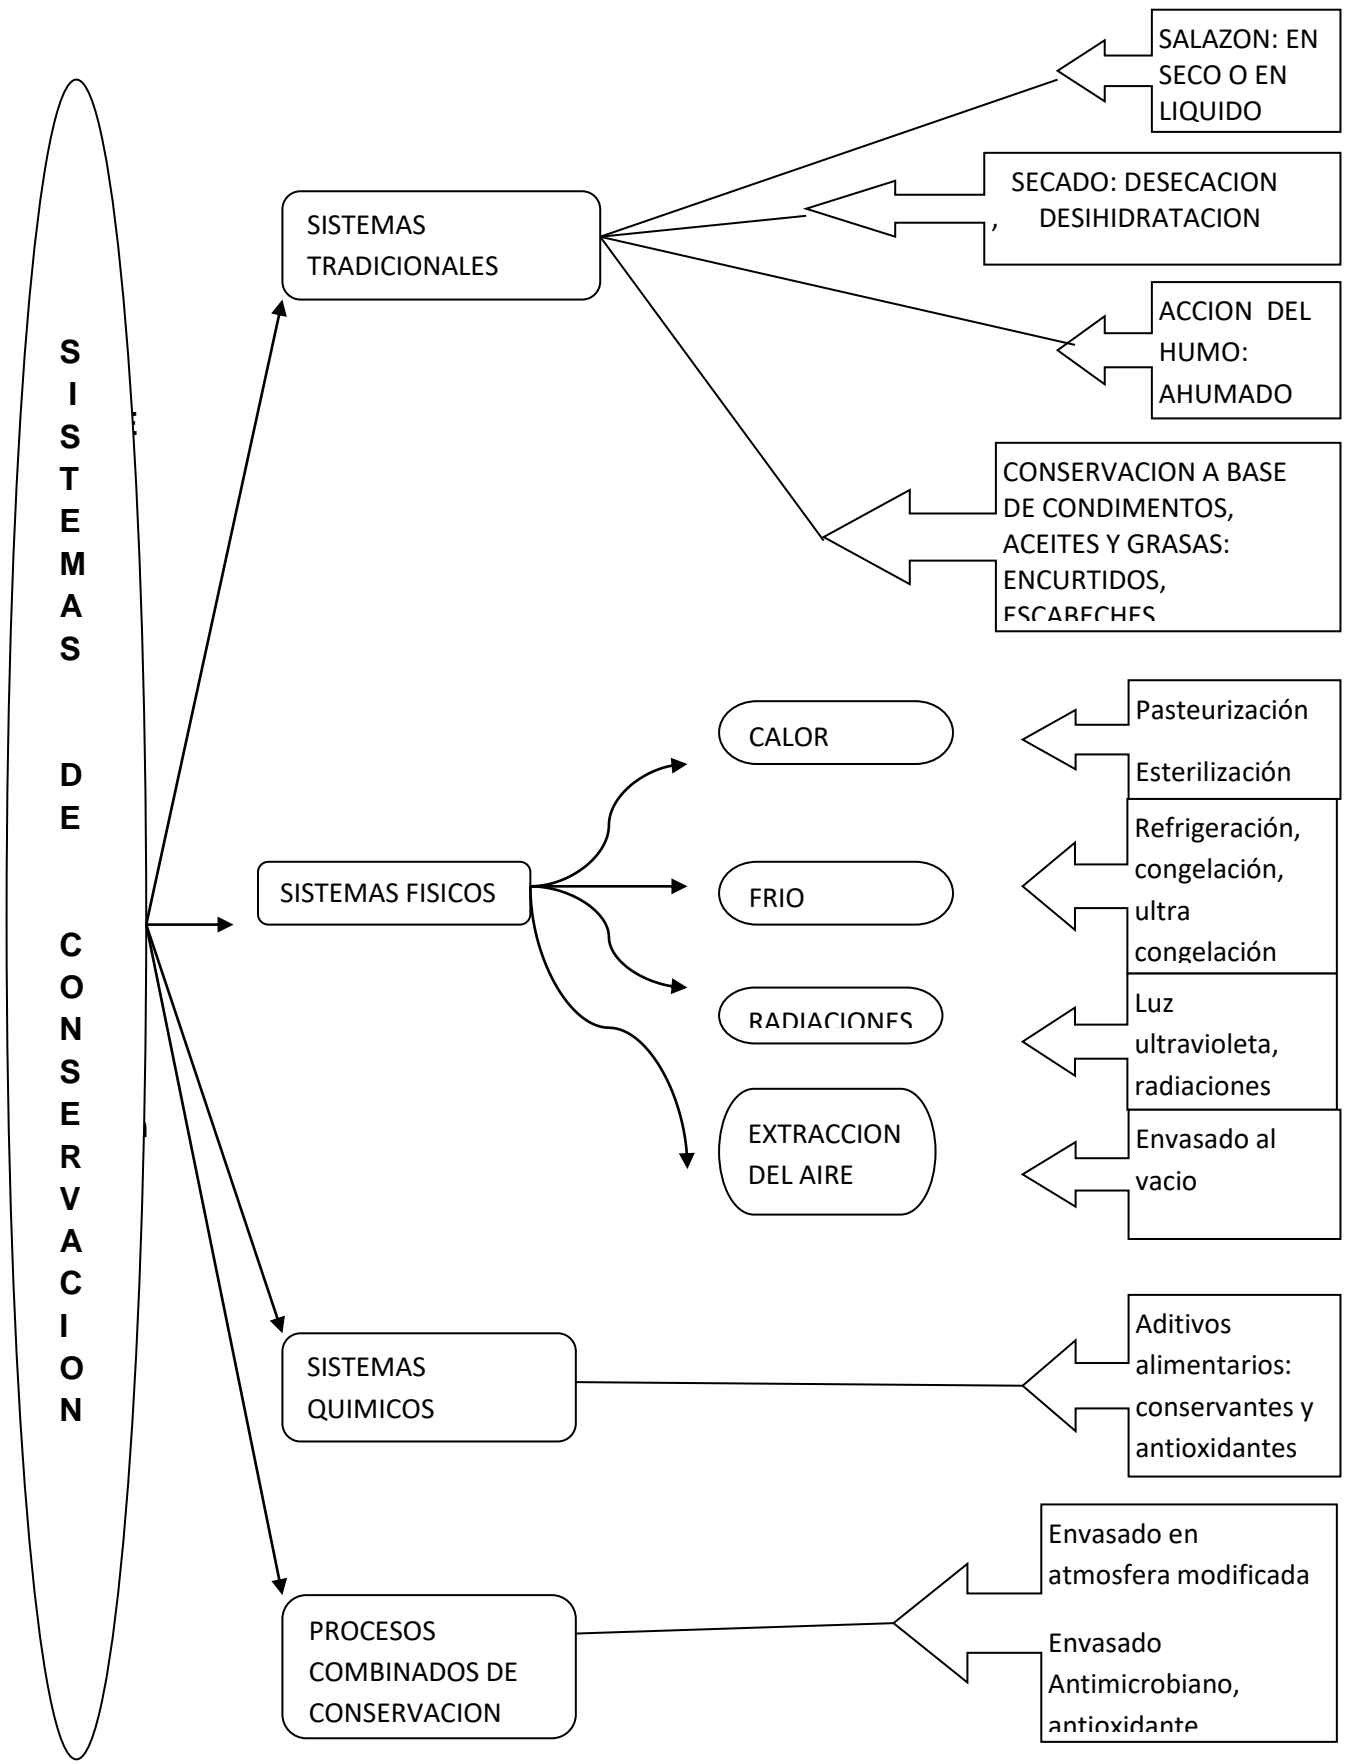 SISTEMAS DE CONSERVACION
SISTEMAS
TRADICIONALES
SALAZON: EN
SECO O EN
LIQUIDO
SECADO: DESECACION
, DESIHIDRATACION
ACCION DEL
HUMO:
AHUMADO
CONSERVACION A BASE
DE CONDIMENTOS,
ACEITES Y GRASAS:
ENCURTIDOS,
ESCABECHES
SISTEMAS FISICOS
CALOR
Pasteurización
Esterilización
FRIO
Refrigeración,
congelación,
ultra
congelación
RADIACIONES
Luz
ultravioleta,
radiaciones
EXTRACCION
DEL AIRE
Envasado al
vacio
SISTEMAS
QUIMICOS
Aditivos
alimentarios:
conservantes y
antioxidantes
PROCESOS
COMBINADOS DE
CONSERVACION
Envasado en
atmosfera modificada
Envasado
Antimicrobiano,
antioxidante